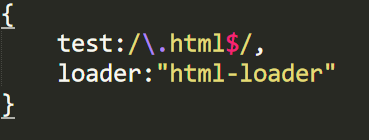 {
    test:/\.html$/,
    loader:"html-loader"
}